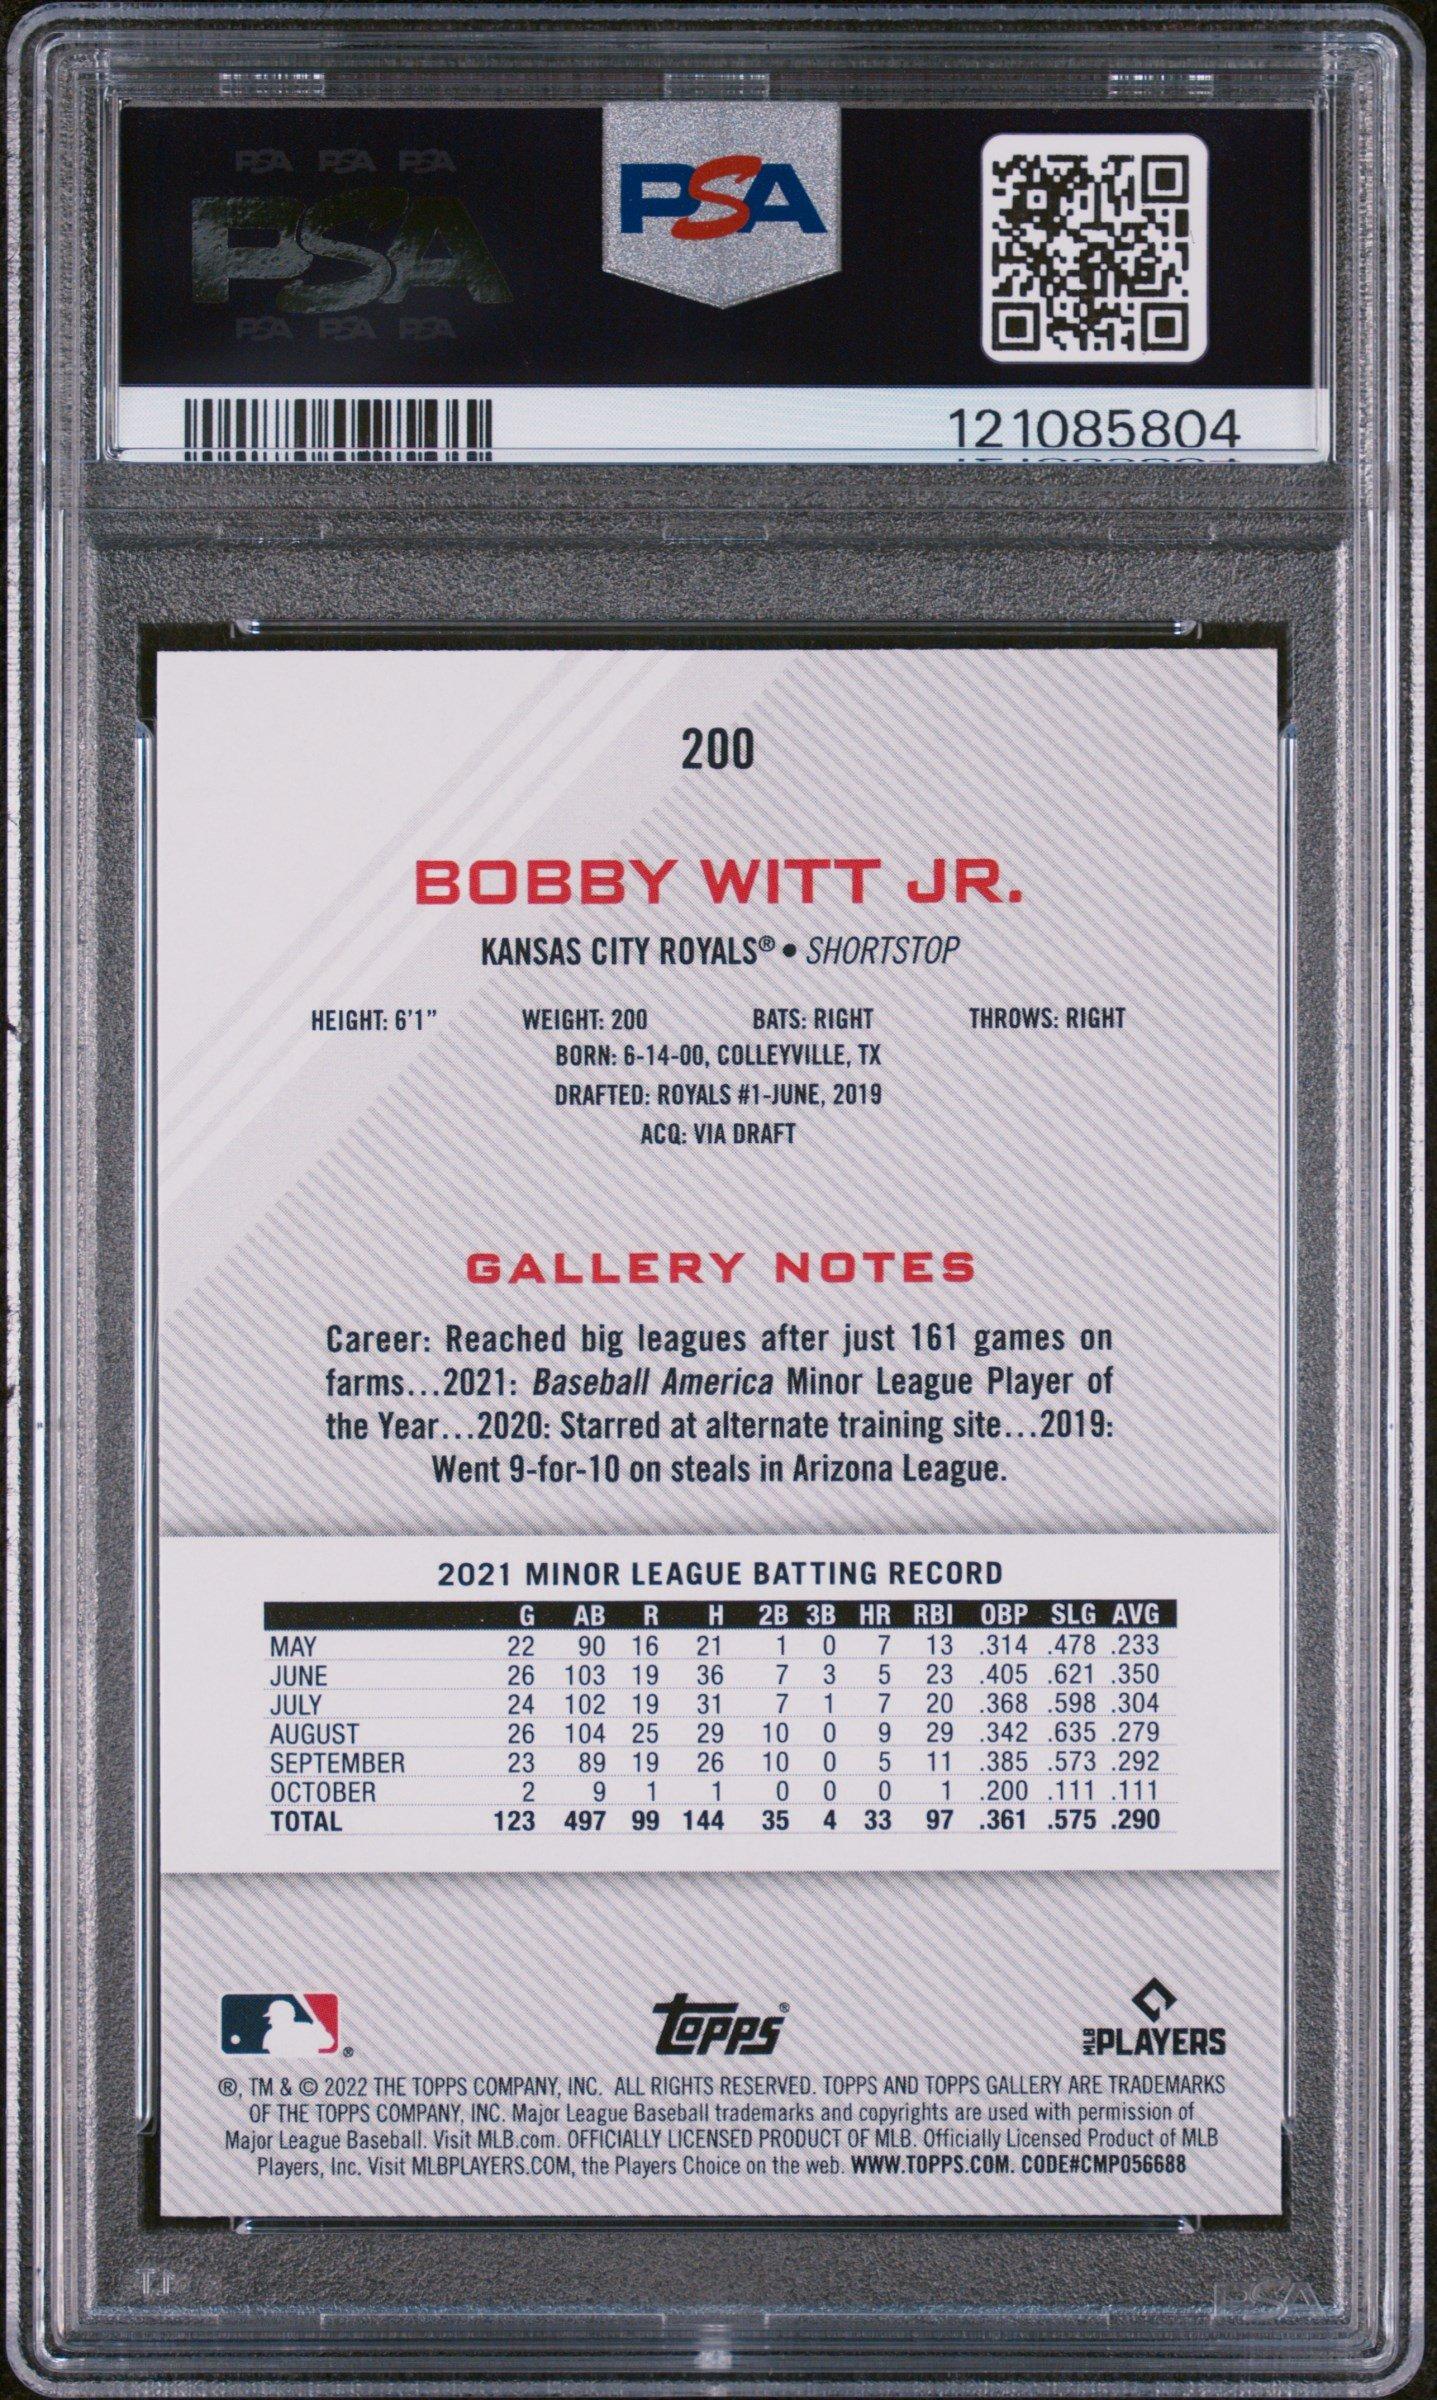 PSA PSA PSA
PSA
PSA PSA PSA
PSA
121085804
200
BOBBY WITT JR.
KANSAS CITY ROYALS® • SHORTSTOP
HEIGHT: 6'1" WEIGHT: 200 BATS: RIGHT THROWS: RIGHT
BORN: 6-14-00, COLLEYVILLE, TX
DRAFTED: ROYALS #1-JUNE, 2019
ACQ: VIA DRAFT
GALLERY NOTES
Career: Reached big leagues after just 161 games on
farms...2021: Baseball America Minor League Player of
the Year...2020: Starred at alternate training site...2019:
Went 9-for-10 on steals in Arizona League.
2021 MINOR LEAGUE BATTING RECORD
G AB R H 2B 3B HR RBI OBP SLG AVG
MAY 22 90 16 21 1 0 7 13 .314 .478 .233
JUNE 26 103 19 36 7 3 5 23 .405 .621 .350
JULY 24 102 19 31 7 1 7 20 .368 .598 .304
AUGUST 26 104 25 29 10 0 9 29 .342 .635 .279
SEPTEMBER 23 89 19 26 10 0 5 11 .385 .573 .292
OCTOBER 2 9 1 1 0 0 0 1 .200 .111 .111
TOTAL 123 497 99 144 35 4 33 97 .361 .575 .290
®
topps®
MLB PLAYERS
®, TM & © 2022 THE TOPPS COMPANY, INC. ALL RIGHTS RESERVED. TOPPS AND TOPPS GALLERY ARE TRADEMARKS
OF THE TOPPS COMPANY, INC. Major League Baseball trademarks and copyrights are used with permission of
Major League Baseball. Visit MLB.com. OFFICIALLY LICENSED PRODUCT OF MLB. Officially Licensed Product of MLB
Players, Inc. Visit MLBPLAYERS.COM, the Players Choice on the web. WWW.TOPPS.COM. CODE#CMP056688
PSA